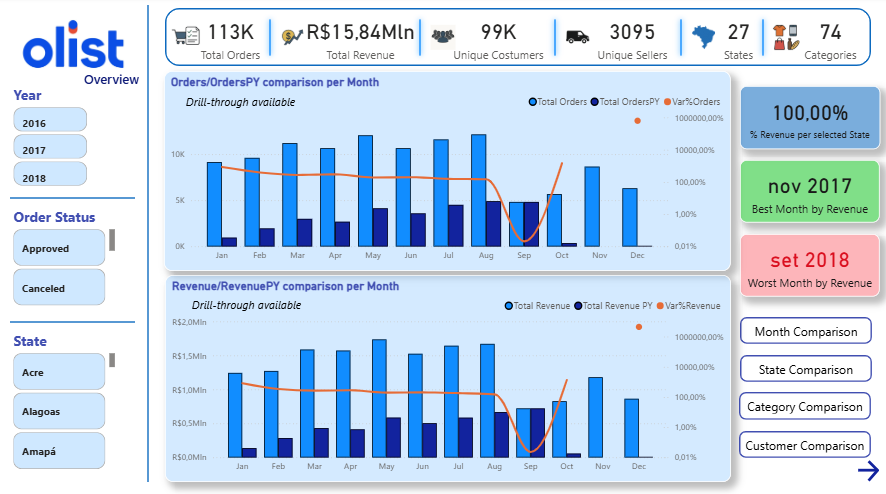 olist
Overview
113K
Total Orders
R$15,84Mln
Total Revenue
99K
Unique Costumers
3095
Unique Sellers
27
States
74
Categories
Year
2016
2017
2018
Order Status
Approved
Canceled
State
Acre
Alagoas
Amapá
Orders/OrdersPY comparison per Month
Drill-through available
Total Orders Total OrdersPY Var%Orders
10K
5K
0K
1000000,00%
10000,00%
100,00%
1,00%
0,01%
Jan Feb Mar Apr May Jun Jul Aug Sep Oct Nov Dec
Revenue/RevenuePY comparison per Month
Drill-through available
Total Revenue Total Revenue PY Var%Revenue
R$2,0Mln
R$1,5Mln
R$1,0Mln
R$0,5Mln
R$0,0Mln
1000000,00%
10000,00%
100,00%
1,00%
0,01%
Jan Feb Mar Apr May Jun Jul Aug Sep Oct Nov Dec
100,00%
% Revenue per selected State
nov 2017
Best Month by Revenue
set 2018
Worst Month by Revenue
Month Comparison
State Comparison
Category Comparison
Customer Comparison